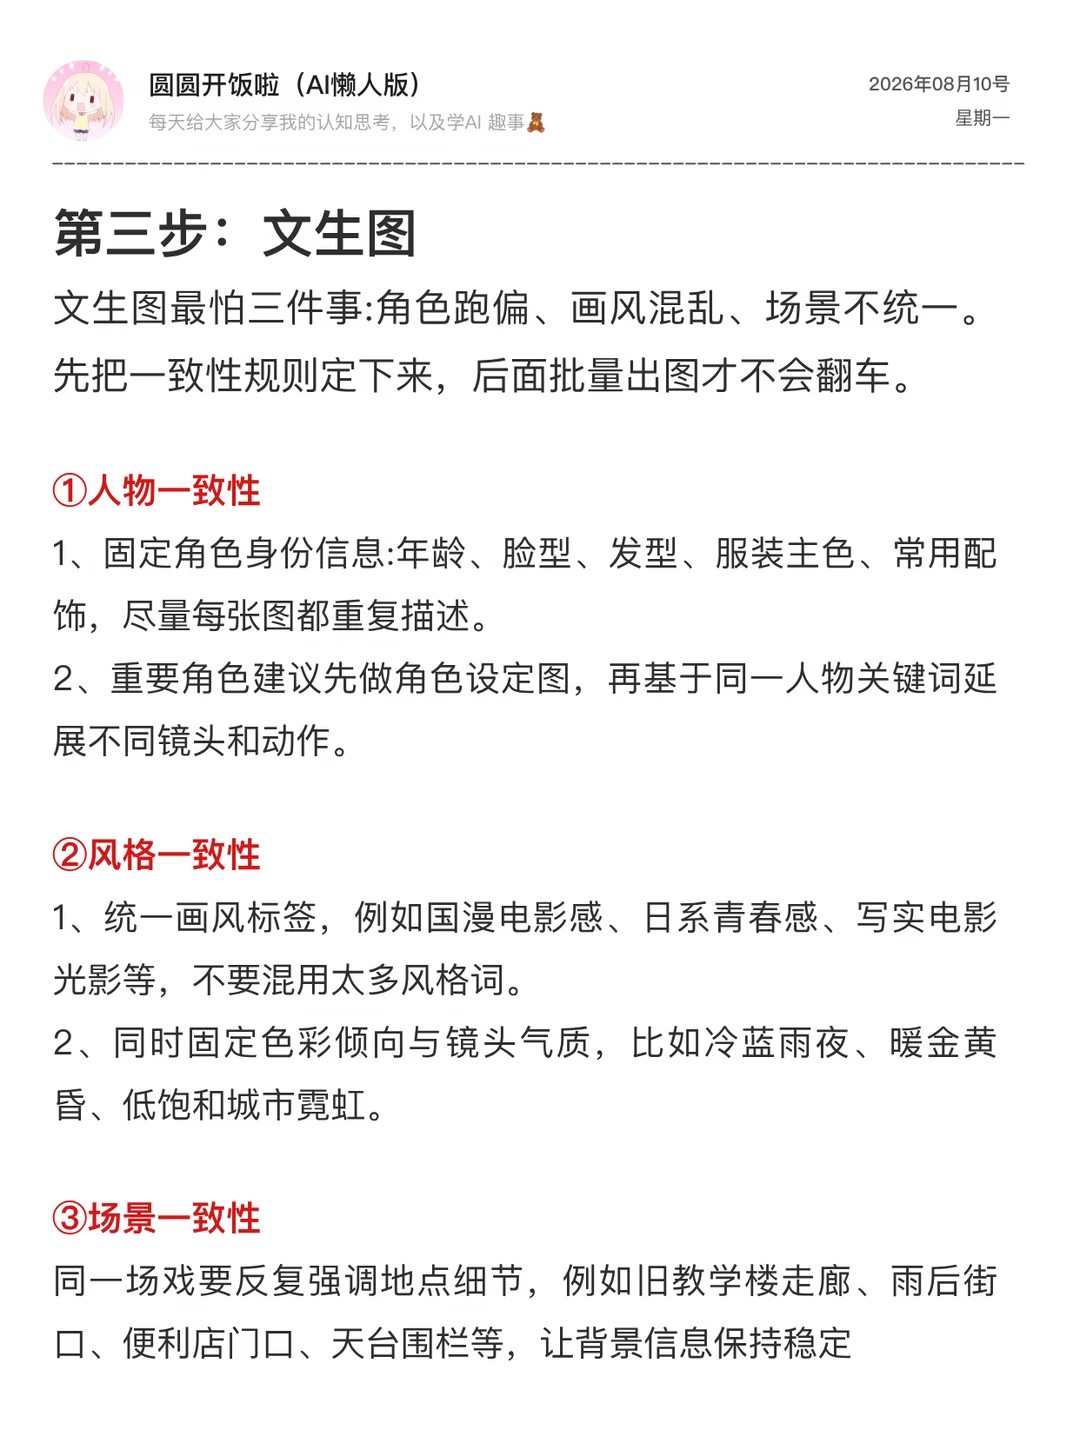 圆圆开饭啦（AI懒人版）
2026年08月10号
每天给大家分享我的认知思考，以及学AI 趣事🧸
星期一
第三步：文生图
文生图最怕三件事:角色跑偏、画风混乱、场景不统一。
先把一致性规则定下来，后面批量出图才不会翻车。
①人物一致性
1、固定角色身份信息:年龄、脸型、发型、服装主色、常用配
饰，尽量每张图都重复描述。
2、重要角色建议先做角色设定图，再基于同一人物关键词延
展不同镜头和动作。
②风格一致性
1、统一画风标签，例如国漫电影感、日系青春感、写实电影
光影等，不要混用太多风格词。
2、同时固定色彩倾向与镜头气质，比如冷蓝雨夜、暖金黄
昏、低饱和城市霓虹。
③场景一致性
同一场戏要反复强调地点细节，例如旧教学楼走廊、雨后街
口、便利店门口、天台围栏等，让背景信息保持稳定